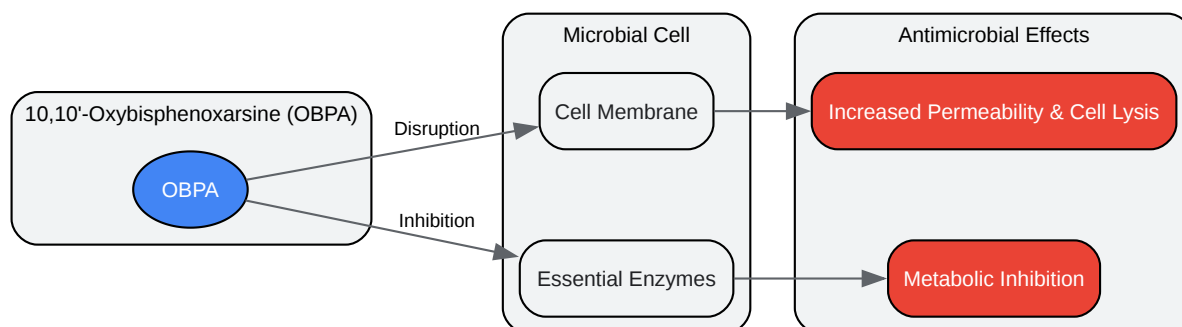 10,10'-Oxybisphenoxarsine (OBPA)
OBPA
Disruption
Inhibition
Microbial Cell
Cell Membrane
Essential Enzymes
Antimicrobial Effects
Increased Permeability & Cell Lysis
Metabolic Inhibition